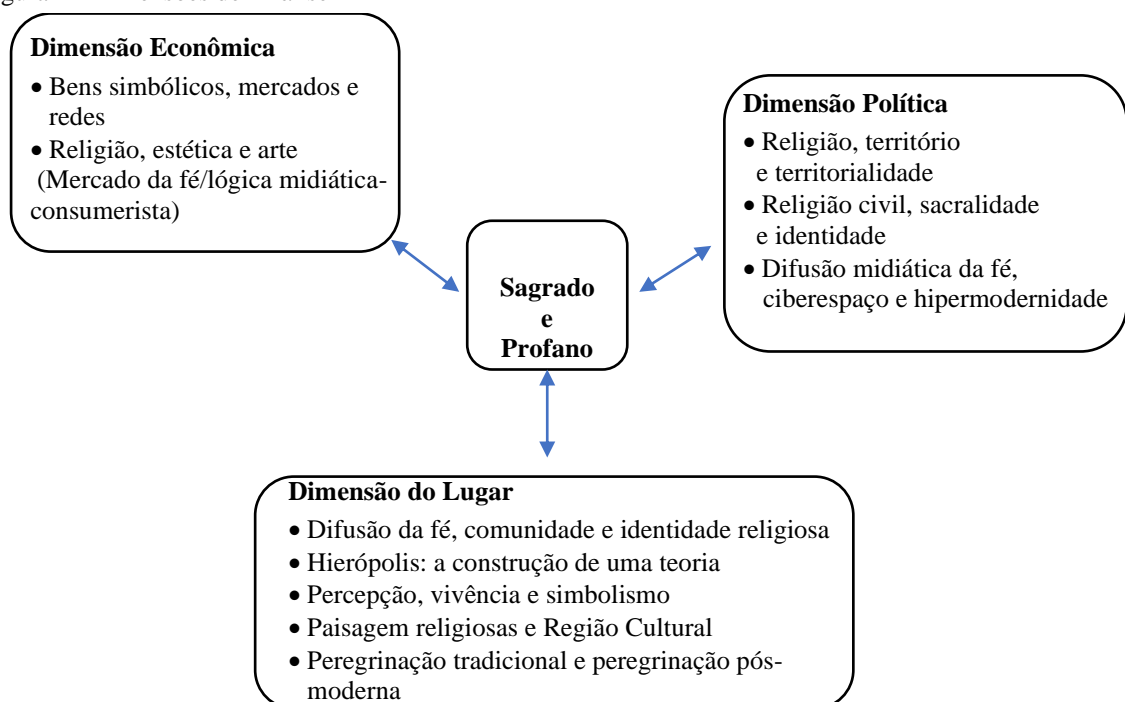 Dimensão Econômica
• Bens simbólicos, mercados e
redes
• Religião, estética e arte
(Mercado da fé/lógica midiática-
consumerista)
Dimensão Política
• Religião, território
e territorialidade
• Religião civil, sacralidade
e identidade
• Difusão midiática da fé,
ciberespaço e hipermodernidade
Sagrado
e
Profano
Dimensão do Lugar
• Difusão da fé, comunidade e identidade religiosa
• Hierópolis: a construção de uma teoria
• Percepção, vivência e simbolismo
• Paisagem religiosas e Região Cultural
• Peregrinação tradicional e peregrinação pós-
moderna